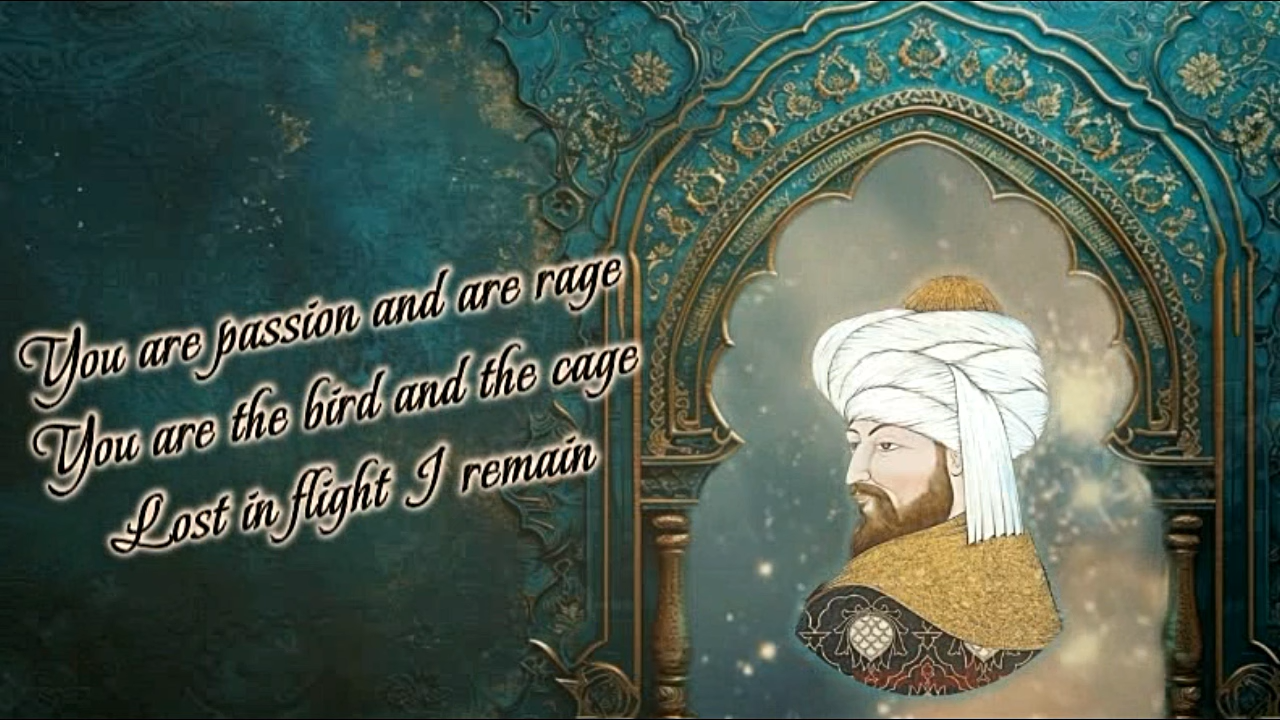 You are passion and are rage
You are the bird and the cage
Lost in flight I remain